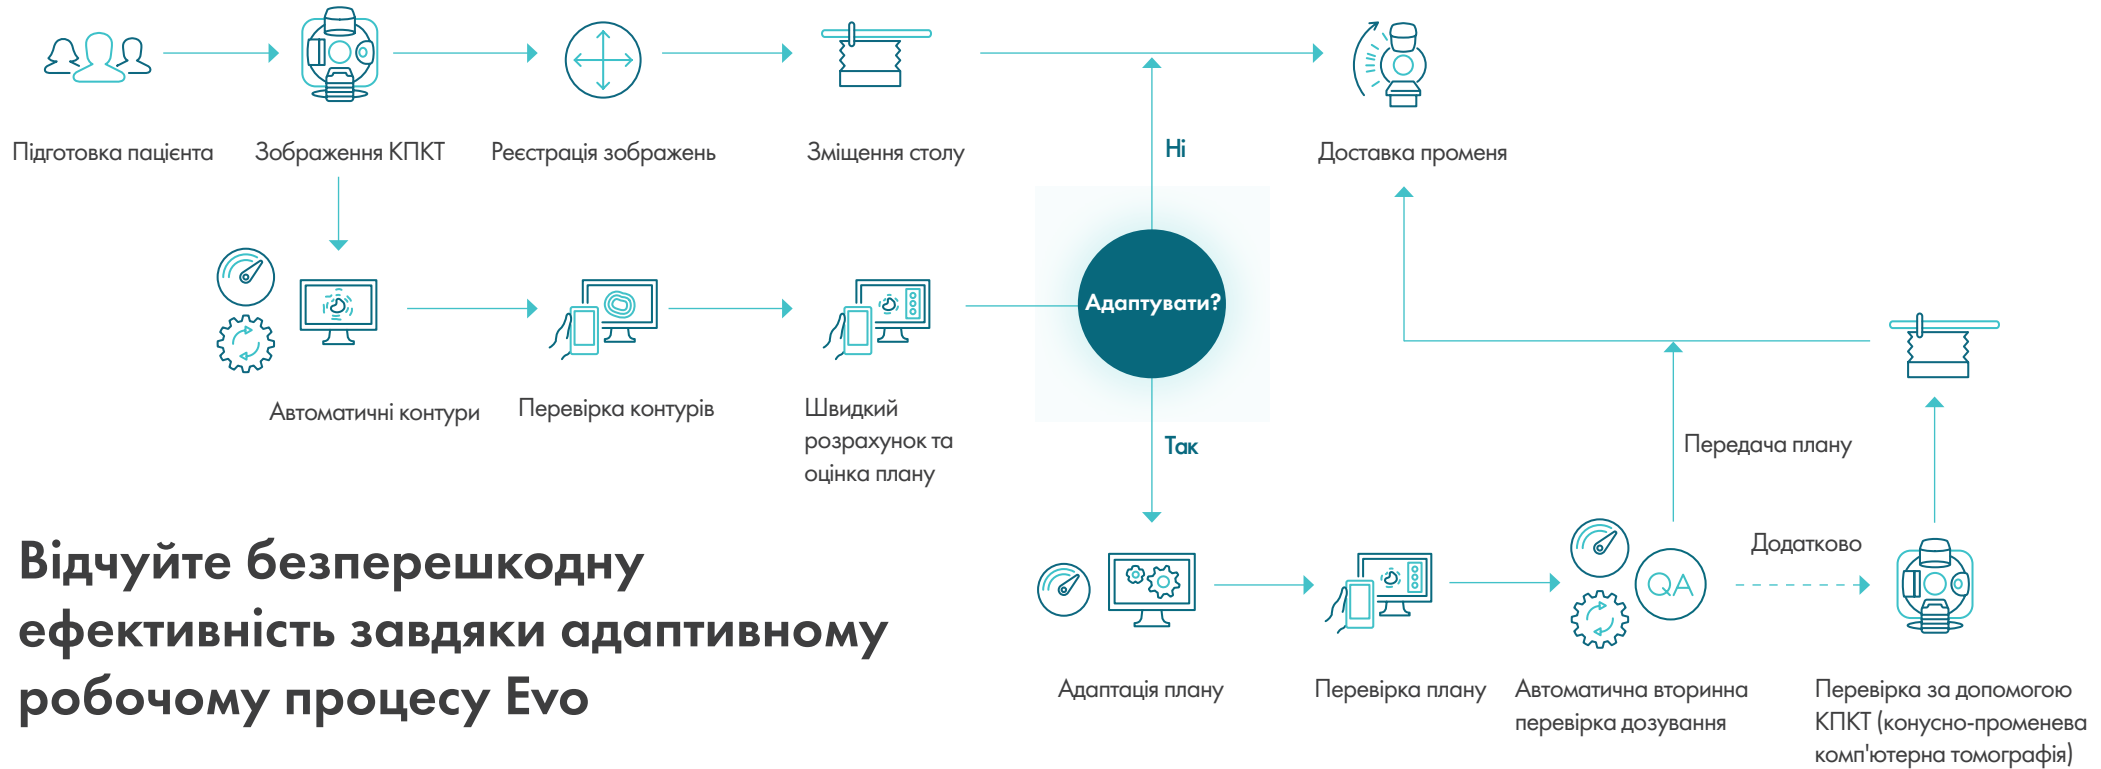 Підготовка пацієнта
Зображення КПКТ
Реєстрація зображень
Зміщення столу
Ні
Доставка променя
Адаптувати?
Автоматичні контури
Перевірка контурів
Швидкий
розрахунок та
оцінка плану
Так
Передача плану
Відчуйте безперешкодну
ефективність завдяки адаптивному
робочому процесу Evo
QA
Додатково
Адаптація плану
Перевірка плану
Автоматична вторинна
перевірка дозування
Перевірка за допомогою
КПКТ (конусно-променева
комп'ютерна томографія)